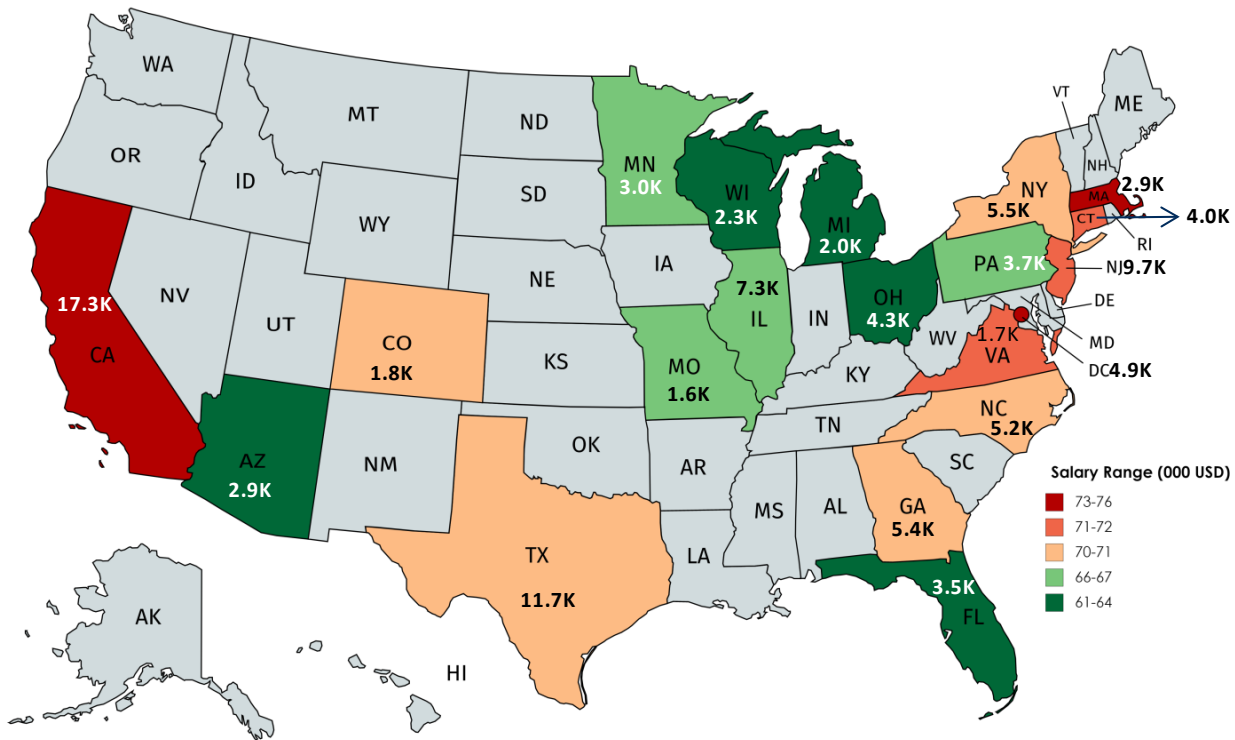 WA
MT
ND
MN
3.0K
VT
ME
OR
ID
SD
WI
2.3K
NH
NY
5.5K
MA
2.9K
WY
MI
2.0K
CT
4.0K
RI
IA
PA 3.7K
NJ9.7K
NV
NE
17.3K
7.3K
IL
IN
OH
4.3K
DE
UT
CO
1.8K
WV
1.7K
VA
MD
DC4.9K
CA
KS
MO
1.6K
KY
NC
5.2K
TN
OK
AZ
2.9K
NM
AR
SC
MS
AL
GA
5.4K
TX
11.7K
LA
3.5K
FL
AK
HI
Salary Range (000 USD)
73-76
71-72
70-71
66-67
61-64